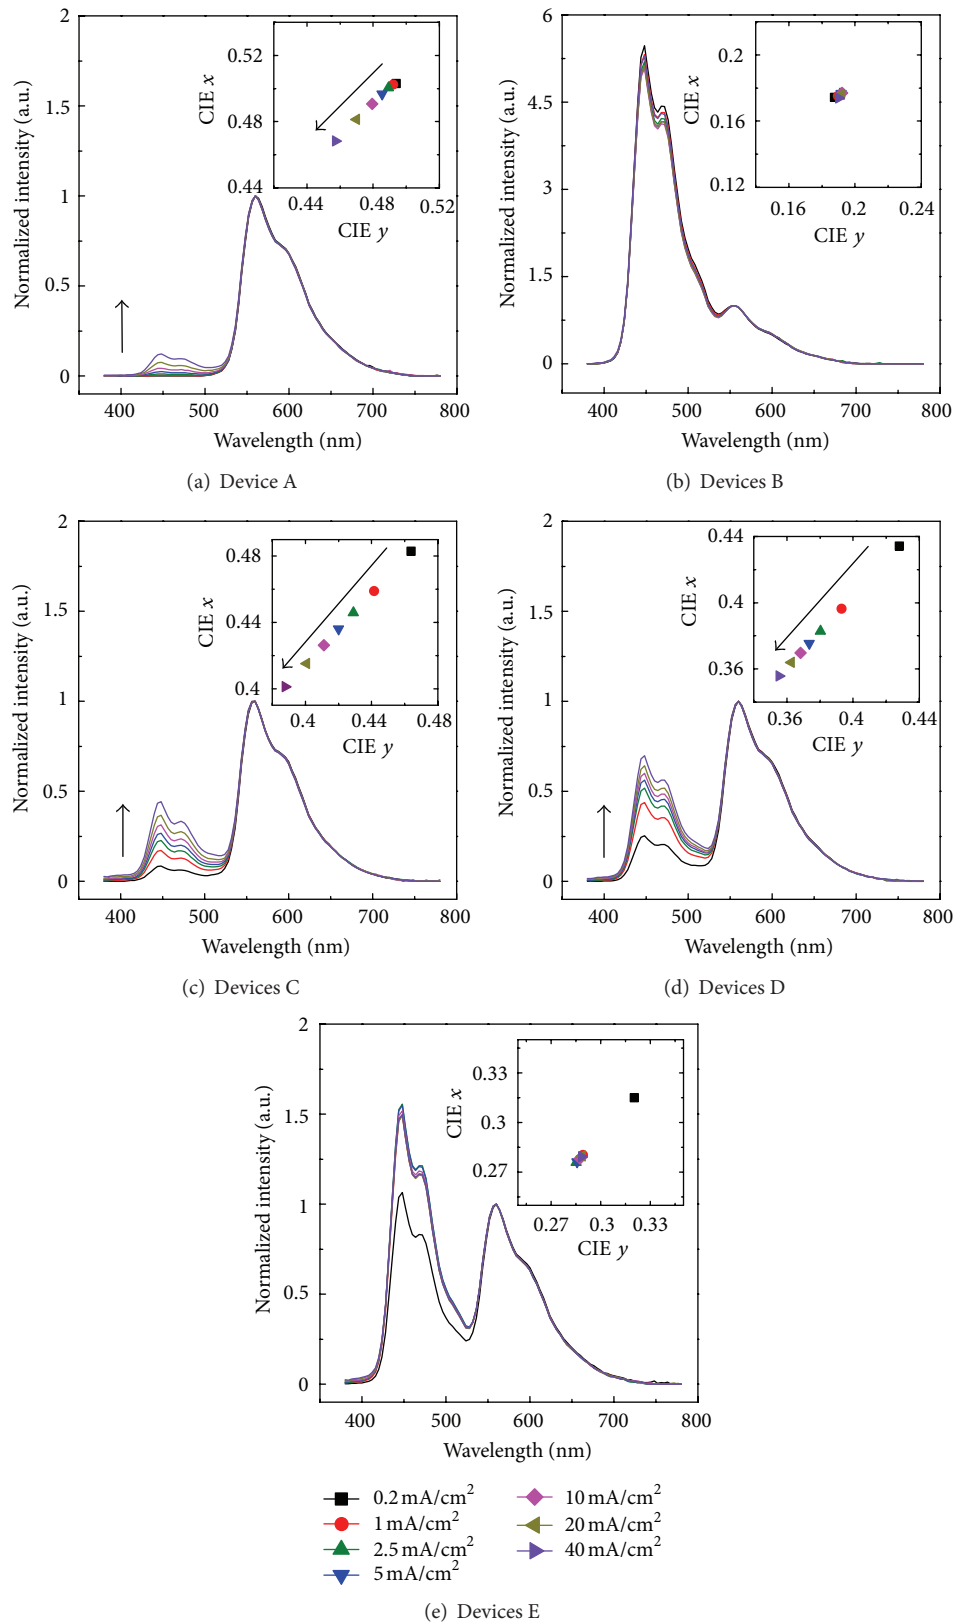 2
1.5
1
0.5
0
Normalized intensity (a.u.)
400 500 600 700 800
Wavelength (nm)
0.52
0.48
0.44
CIE x
0.44 0.48 0.52
CIE y
(a) Device A
6
4.5
3
1.5
0
Normalized intensity (a.u.)
400 500 600 700 800
Wavelength (nm)
0.2
0.16
0.12
CIE x
0.16 0.2 0.24
CIE y
(b) Devices B
2
1.5
1
0.5
0
Normalized intensity (a.u.)
400 500 600 700 800
Wavelength (nm)
0.48
0.44
0.4
CIE x
0.4 0.44 0.48
CIE y
(c) Devices C
2
1.5
1
0.5
0
Normalized intensity (a.u.)
400 500 600 700 800
Wavelength (nm)
0.44
0.4
0.36
CIE x
0.36 0.4 0.44
CIE y
(d) Devices D
2
1.5
1
0.5
0
Normalized intensity (a.u.)
400 500 600 700 800
Wavelength (nm)
0.33
0.3
0.27
CIE x
0.27 0.3 0.33
CIE y
0.2 mA/cm²
1 mA/cm²
2.5 mA/cm²
5 mA/cm²
10 mA/cm²
20 mA/cm²
40 mA/cm²
(e) Devices E